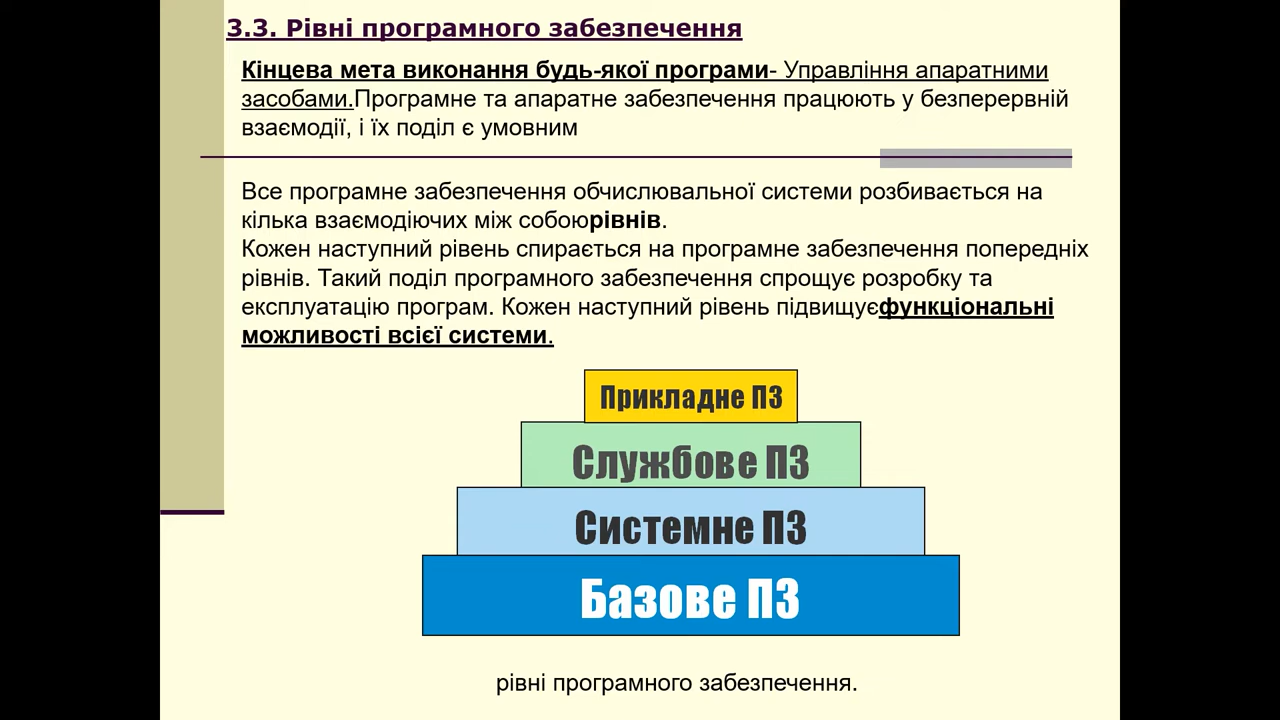 3.3. Рівні програмного забезпечення
Кінцева мета виконання будь-якої програми- Управління апаратними
засобами.Програмне та апаратне забезпечення працюють у безперервній
взаємодії, і їх поділ є умовним
Все програмне забезпечення обчислювальної системи розбивається на
кілька взаємодіючих між собоюрівнів.
Кожен наступний рівень спирається на програмне забезпечення попередніх
рівнів. Такий поділ програмного забезпечення спрощує розробку та
експлуатацію програм. Кожен наступний рівень підвищуєфункціональні
можливості всієї системи.
Прикладне ПЗ
Службове ПЗ
Системне ПЗ
Базове ПЗ
рівні програмного забезпечення.